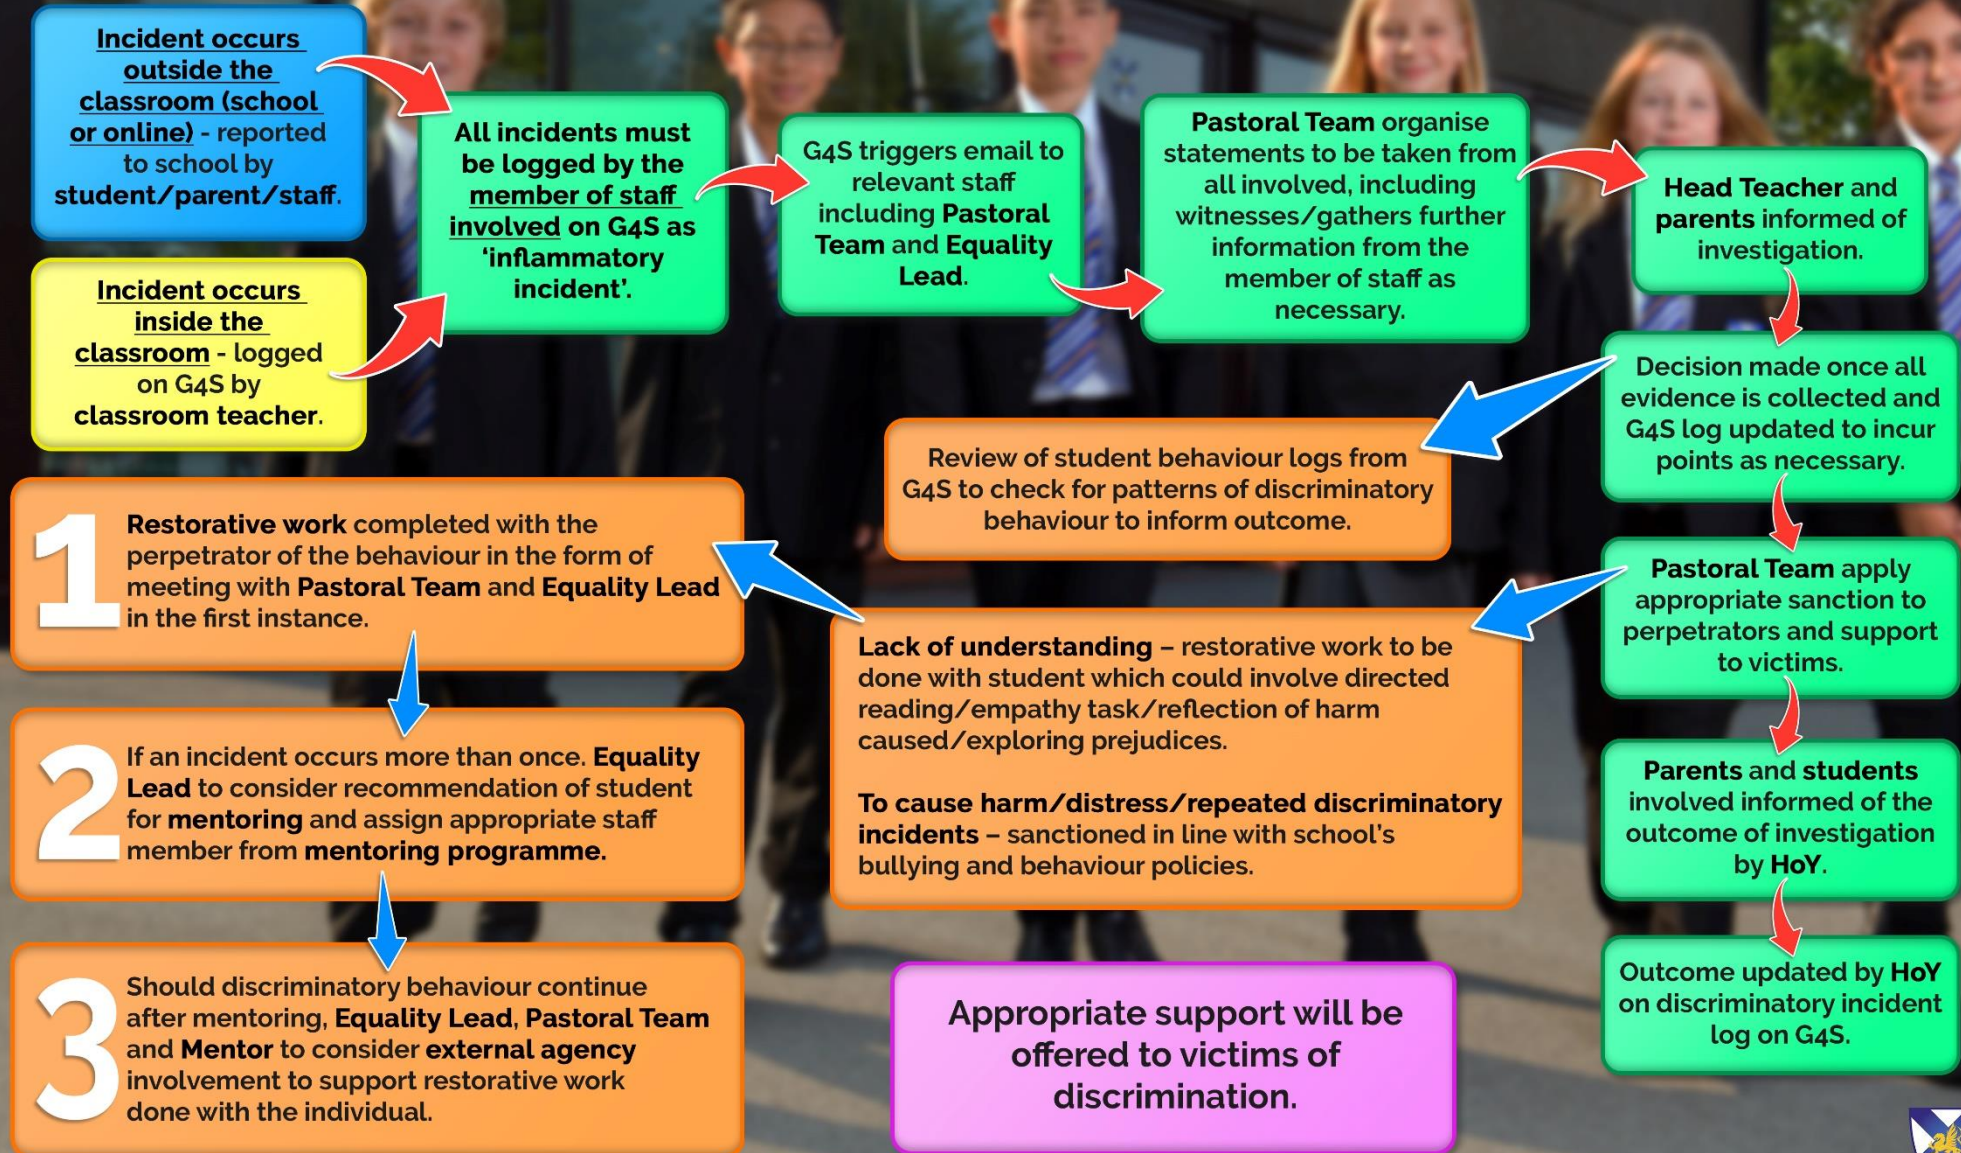 Incident occurs
outside the
classroom (school
or online) - reported
to school by
student/parent/staff.
Incident occurs
inside the
classroom - logged
on G4S by
classroom teacher.
All incidents must
be logged by the
member of staff
involved on G4S as
‘inflammatory
incident’.
G4S triggers email to
relevant staff
including Pastoral
Team and Equality
Lead.
Pastoral Team organise
statements to be taken from
all involved, including
witnesses/gathers further
information from the
member of staff as
necessary.
Head Teacher and
parents informed of
investigation.
Decision made once all
evidence is collected and
G4S log updated to incur
points as necessary.
Review of student behaviour logs from
G4S to check for patterns of discriminatory
behaviour to inform outcome.
Pastoral Team apply
appropriate sanction to
perpetrators and support
to victims.
Lack of understanding – restorative work to be
done with student which could involve directed
reading/empathy task/reflection of harm
caused/exploring prejudices.
To cause harm/distress/repeated discriminatory
incidents – sanctioned in line with school’s
bullying and behaviour policies.
Parents and students
involved informed of the
outcome of investigation
by HoY.
Outcome updated by HoY
on discriminatory incident
log on G4S.
1
Restorative work completed with the
perpetrator of the behaviour in the form of
meeting with Pastoral Team and Equality Lead
in the first instance.
2
If an incident occurs more than once. Equality
Lead to consider recommendation of student
for mentoring and assign appropriate staff
member from mentoring programme.
3
Should discriminatory behaviour continue
after mentoring, Equality Lead, Pastoral Team
and Mentor to consider external agency
involvement to support restorative work
done with the individual.
Appropriate support will be
offered to victims of
discrimination.